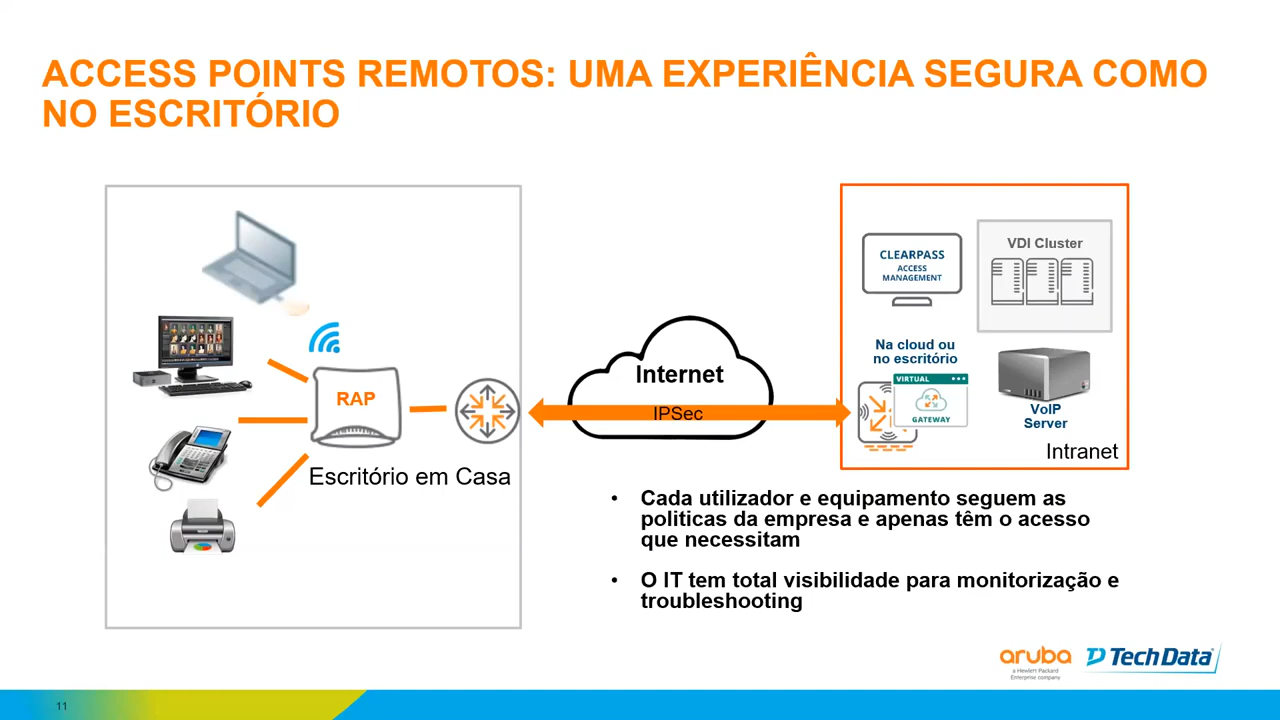 ACCESS POINTS REMOTOS: UMA EXPERIÊNCIA SEGURA COMO
NO ESCRITÓRIO
RAP
Escritório em Casa
Internet
IPSec
CLEARPASS
ACCESS
MANAGEMENT
VDI Cluster
Na cloud ou
no escritório
VIRTUAL
GATEWAY
VoIP
Server
Intranet
• Cada utilizador e equipamento seguem as
politicas da empresa e apenas têm o acesso
que necessitam
• O IT tem total visibilidade para monitorização e
troubleshooting
aruba
a Hewlett Packard
Enterprise company
TechData
11